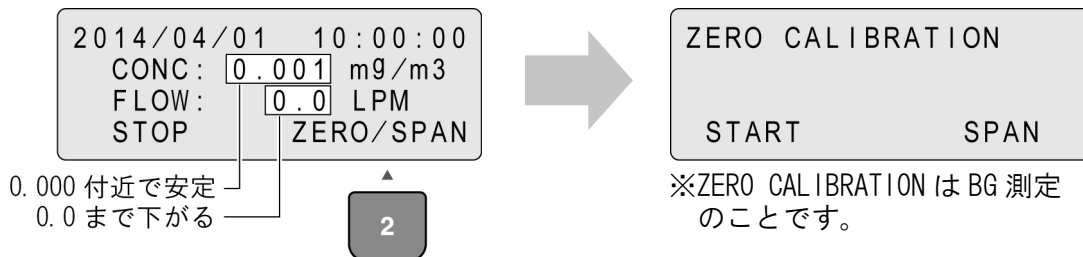 2014/04/01 10:00:00
CONC: 0.001 mg/m3
FLOW: 0.0 LPM
STOP ZERO/SPAN
0.000 付近で安定
0.0 まで下がる
2
ZERO CALIBRATION
START SPAN
※ZERO CALIBRATION は BG 測定
のことです。